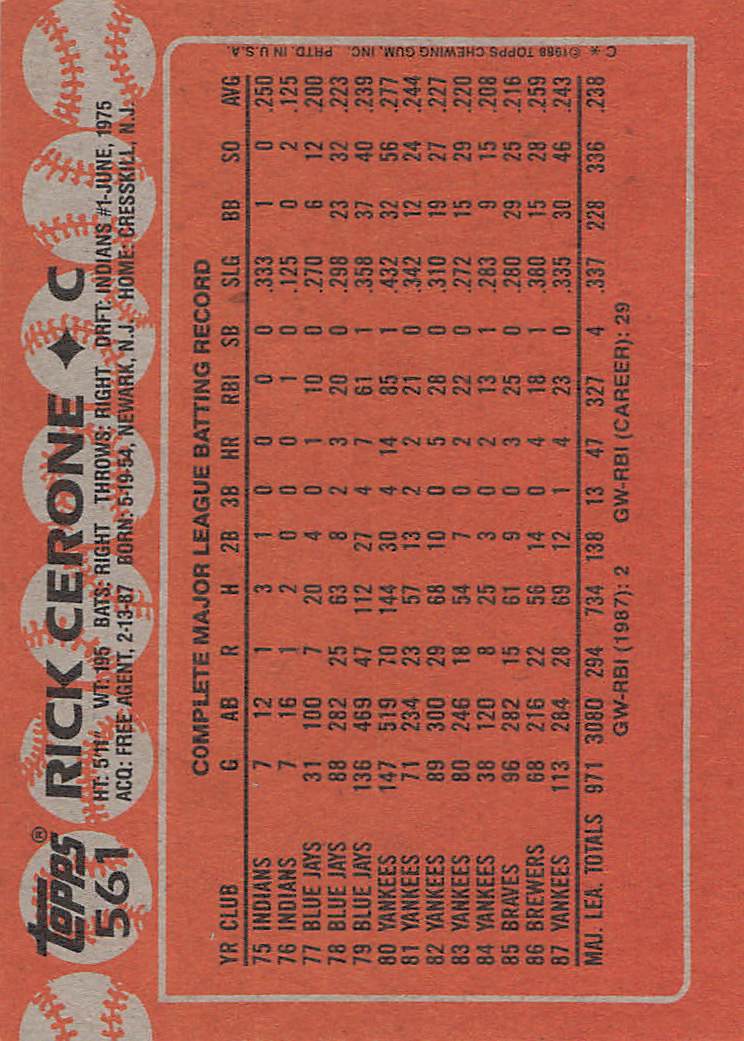 Topps®
561
RICK CERONE ◆ C
HT: 5'11" WT: 195 BATS: RIGHT THROWS: RIGHT DRFT: INDIANS #1-JUNE, 1975
ACQ: FREE AGENT, 2-13-87 BORN: 5-19-54, NEWARK, N.J. HOME: CRESSKILL, N.J.
COMPLETE MAJOR LEAGUE BATTING RECORD
YR CLUB G AB R H 2B 3B HR RBI SB SLG BB SO AVG
75 INDIANS 7 12 1 3 1 0 0 0 0 .333 1 0 .250
76 INDIANS 7 16 1 2 0 0 0 1 0 .125 0 2 .125
77 BLUE JAYS 31 100 7 20 4 0 1 10 0 .270 6 12 .200
78 BLUE JAYS 88 282 25 63 8 2 3 20 0 .298 23 32 .223
79 BLUE JAYS 136 469 47 112 27 4 7 61 1 .358 37 40 .239
80 YANKEES 147 519 70 144 30 4 14 85 1 .432 32 56 .277
81 YANKEES 71 234 23 57 13 2 2 21 0 .342 12 24 .244
82 YANKEES 89 300 29 68 10 0 5 28 0 .310 19 27 .227
83 YANKEES 80 246 18 54 7 0 2 22 0 .272 15 29 .220
84 YANKEES 38 120 8 25 3 0 2 13 1 .283 9 15 .208
85 BRAVES 96 282 15 61 9 0 3 25 0 .280 29 25 .216
86 BREWERS 68 216 22 56 14 0 4 18 1 .380 15 28 .259
87 YANKEES 113 284 28 69 12 1 4 23 0 .335 30 46 .243
MAJ. LEA. TOTALS 971 3080 294 734 138 13 47 327 4 .337 228 336 .238
GW-RBI (1987): 2 GW-RBI (CAREER): 29
C * ©1988 TOPPS CHEWING GUM, INC. PRTD. IN U.S.A.